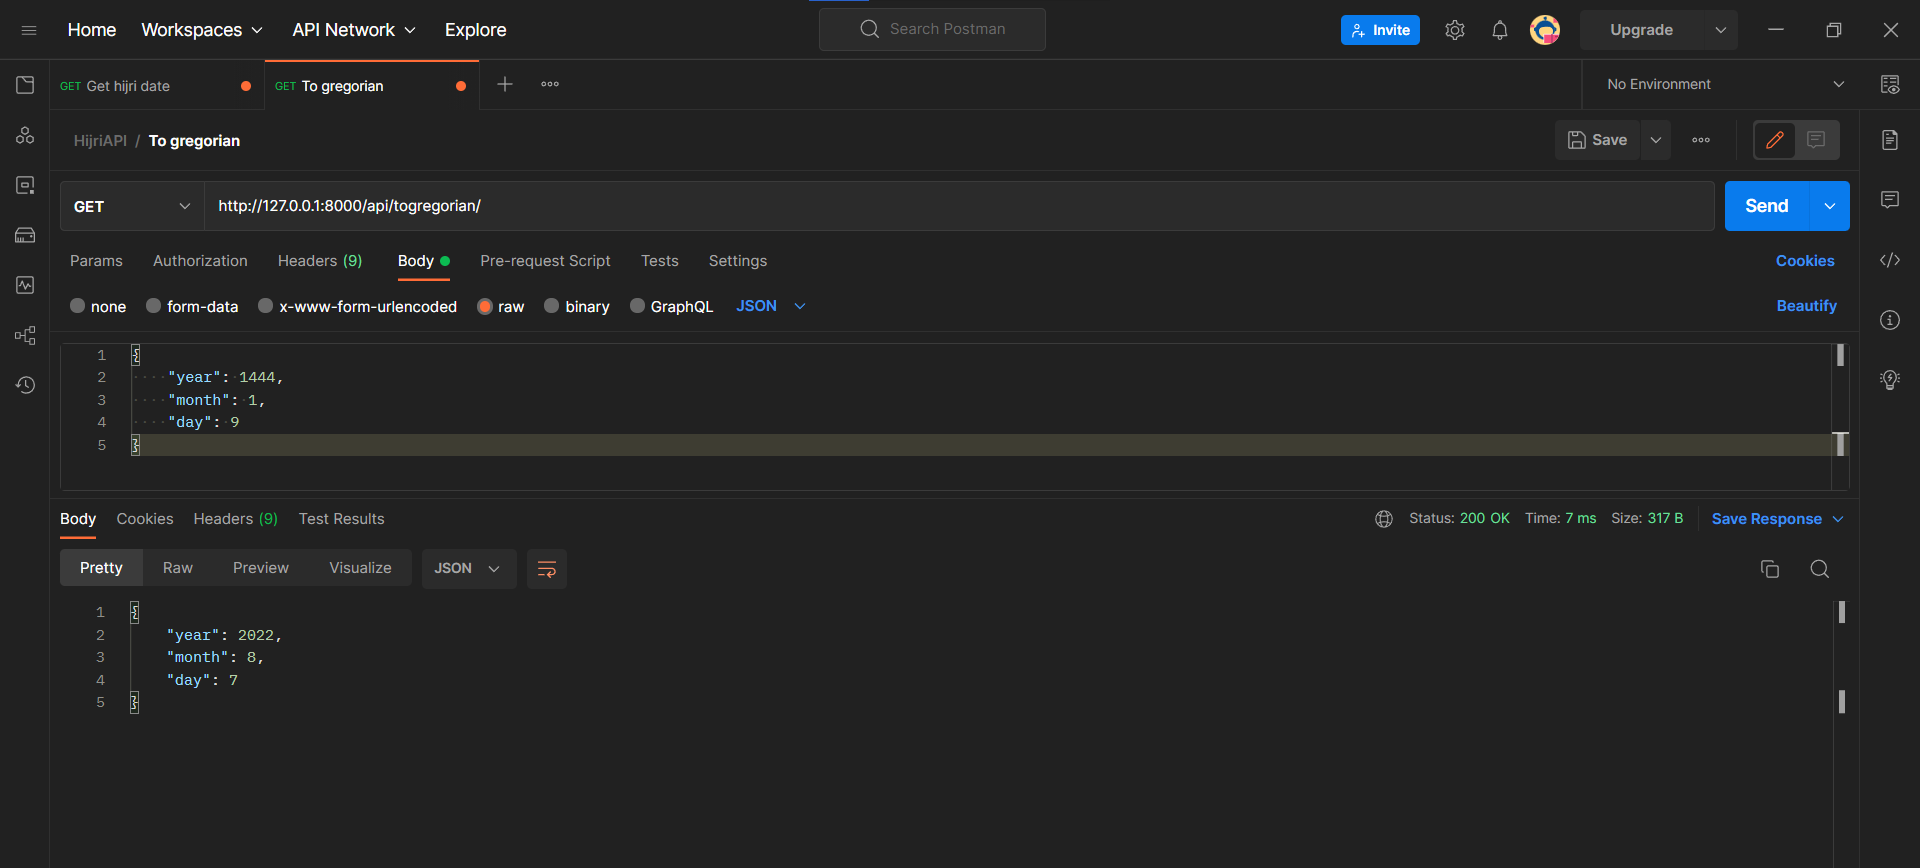 Home Workspaces API Network Explore Search Postman Invite Upgrade
GET Get hijri date GET To gregorian No Environment
HijriAPI / To gregorian Save
GET http://127.0.0.1:8000/api/togregorian/ Send
Params Authorization Headers (9) Body Pre-request Script Tests Settings Cookies
none form-data x-www-form-urlencoded raw binary GraphQL JSON Beautify
1 {
2 "year": 1444,
3 "month": 1,
4 "day": 9
5 }
Body Cookies Headers (9) Test Results Status: 200 OK Time: 7 ms Size: 317 B Save Response
Pretty Raw Preview Visualize JSON
1 {
2 "year": 2022,
3 "month": 8,
4 "day": 7
5 }